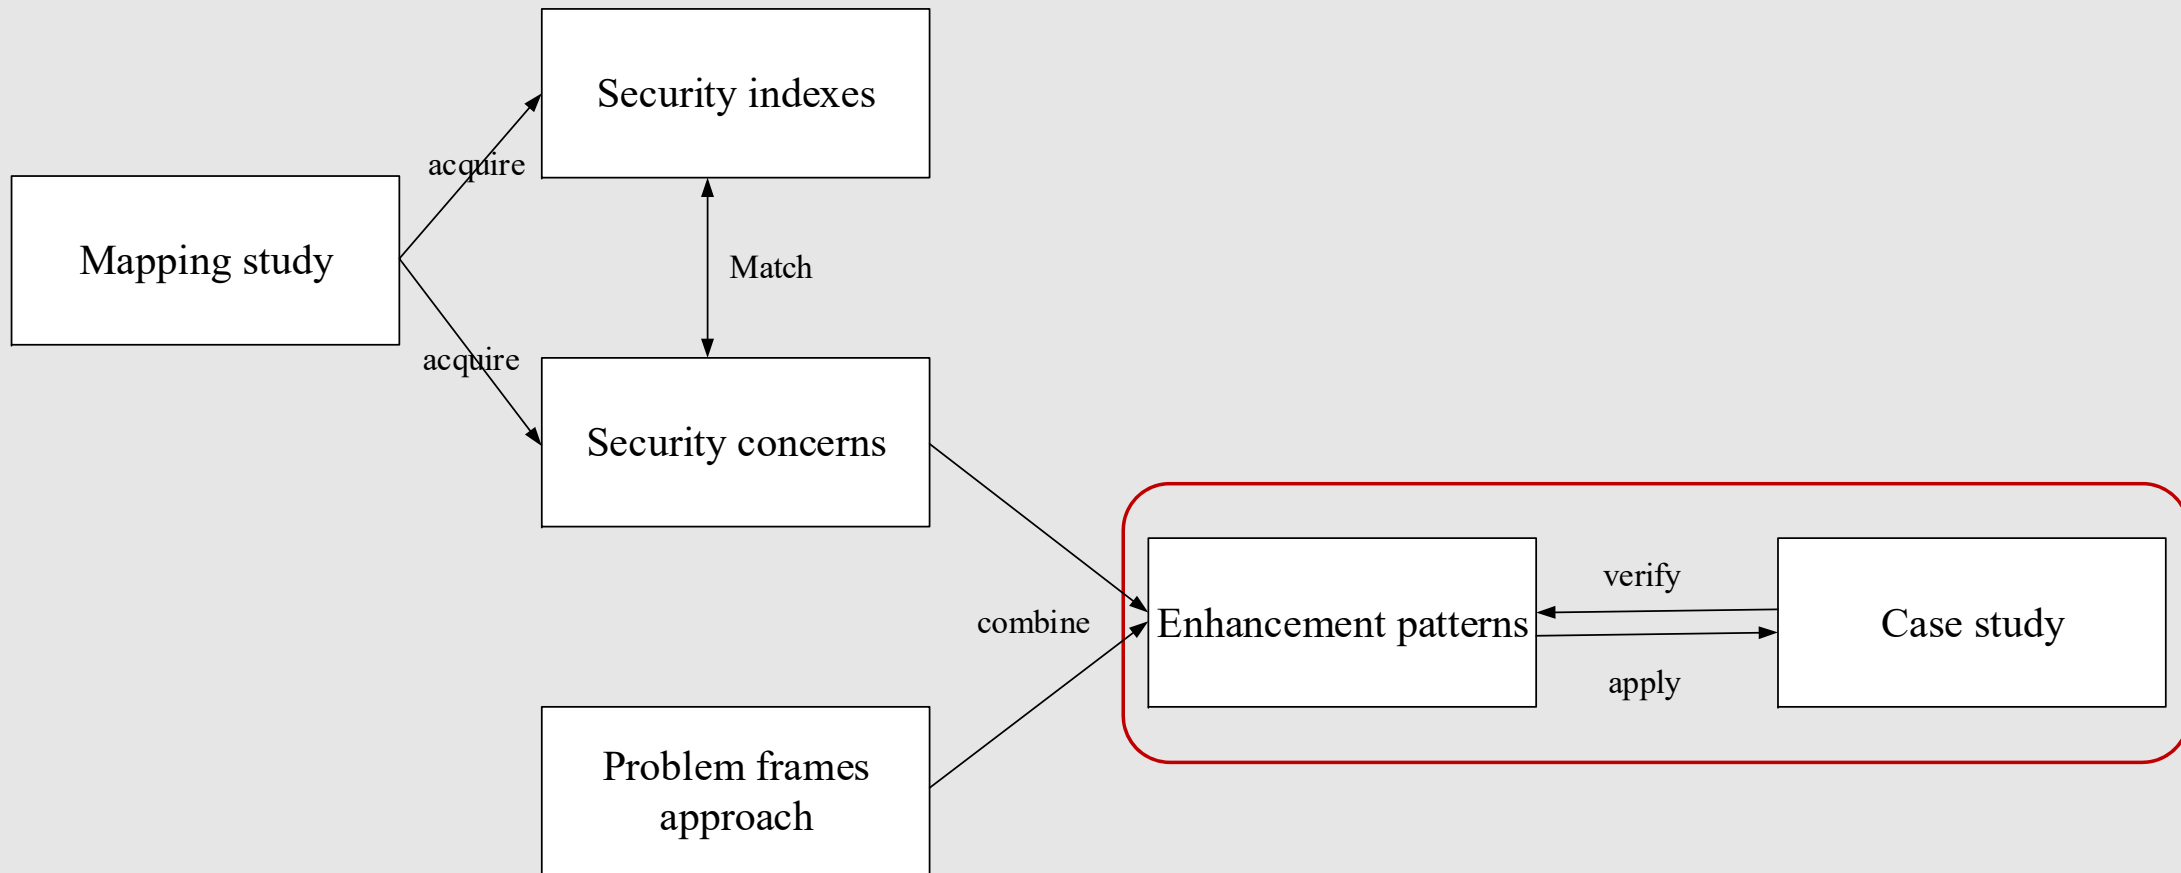 Security indexes
acquire
Mapping study
Match
acquire
Security concerns
verify
combine
Enhancement patterns
Case study
apply
Problem frames
approach